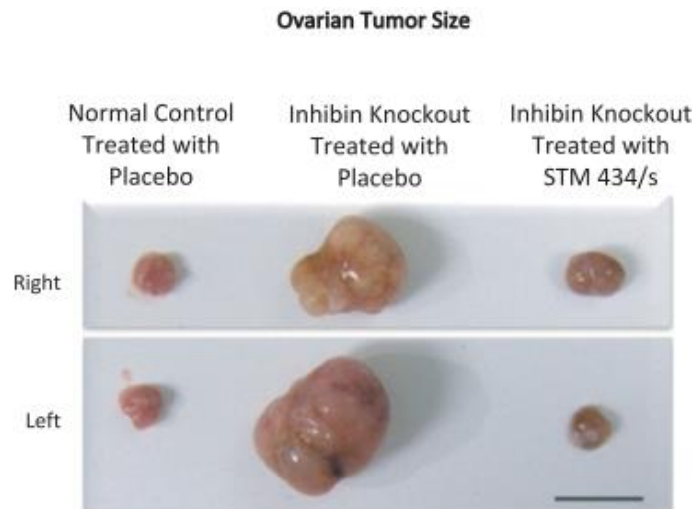 Ovarian Tumor Size
Normal Control
Treated with
Placebo
Inhibin Knockout
Treated with
Placebo
Inhibin Knockout
Treated with
STM 434/s
Right
Left